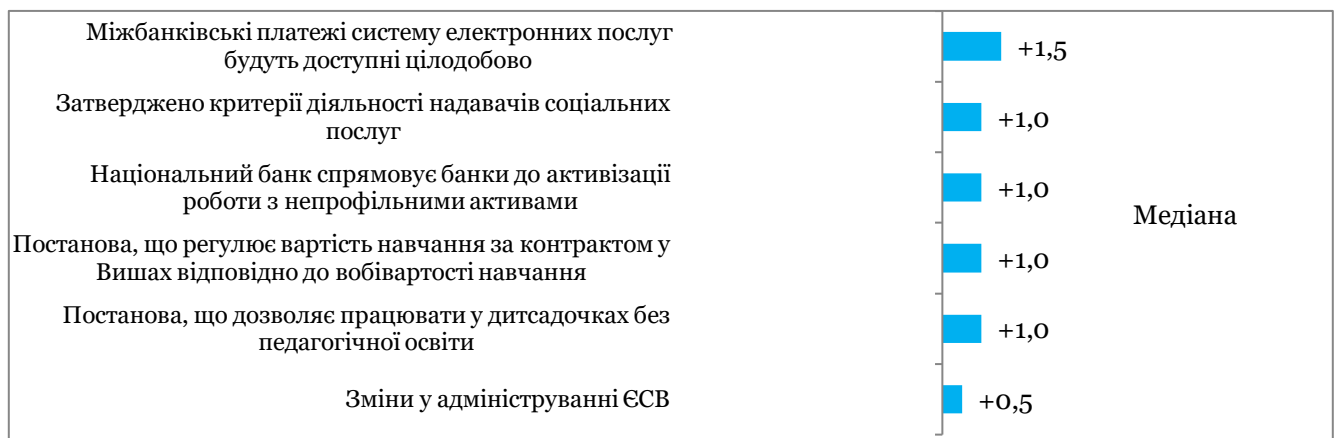 Міжбанківські платежі систему електронних послуг
будуть доступні цілодобово
+1,5
Затверджено критерії діяльності надавачів соціальних
послуг
+1,0
Національний банк спрямовує банки до активізації
роботи з непрофільними активами
+1,0
Медіана
Постанова, що регулює вартість навчання за контрактом у
Вишах відповідно до вобівартості навчання
+1,0
Постанова, що дозволяє працювати у дитсадочках без
педагогічної освіти
+1,0
Зміни у адмініструванні ЄСВ
+0,5